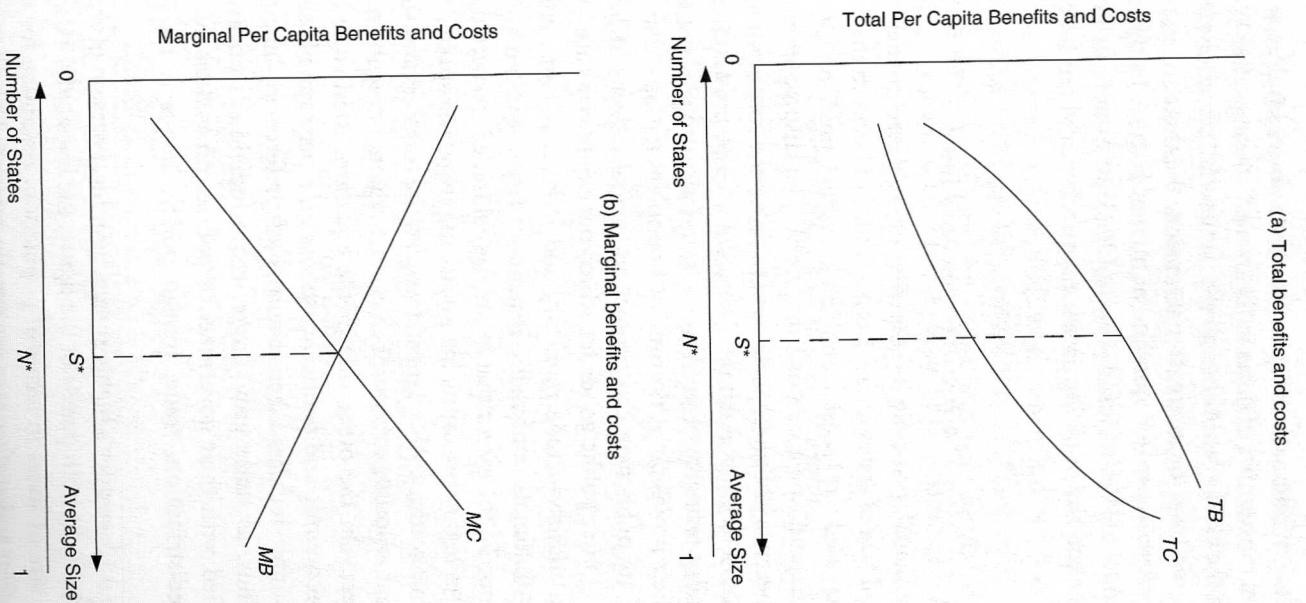 (a) Total benefits and costs
Total Per Capita Benefits and Costs
TB
TC
0
S*
Average Size
Number of States
N*
1
(b) Marginal benefits and costs
Marginal Per Capita Benefits and Costs
MC
MB
0
S*
Average Size
Number of States
N*
1